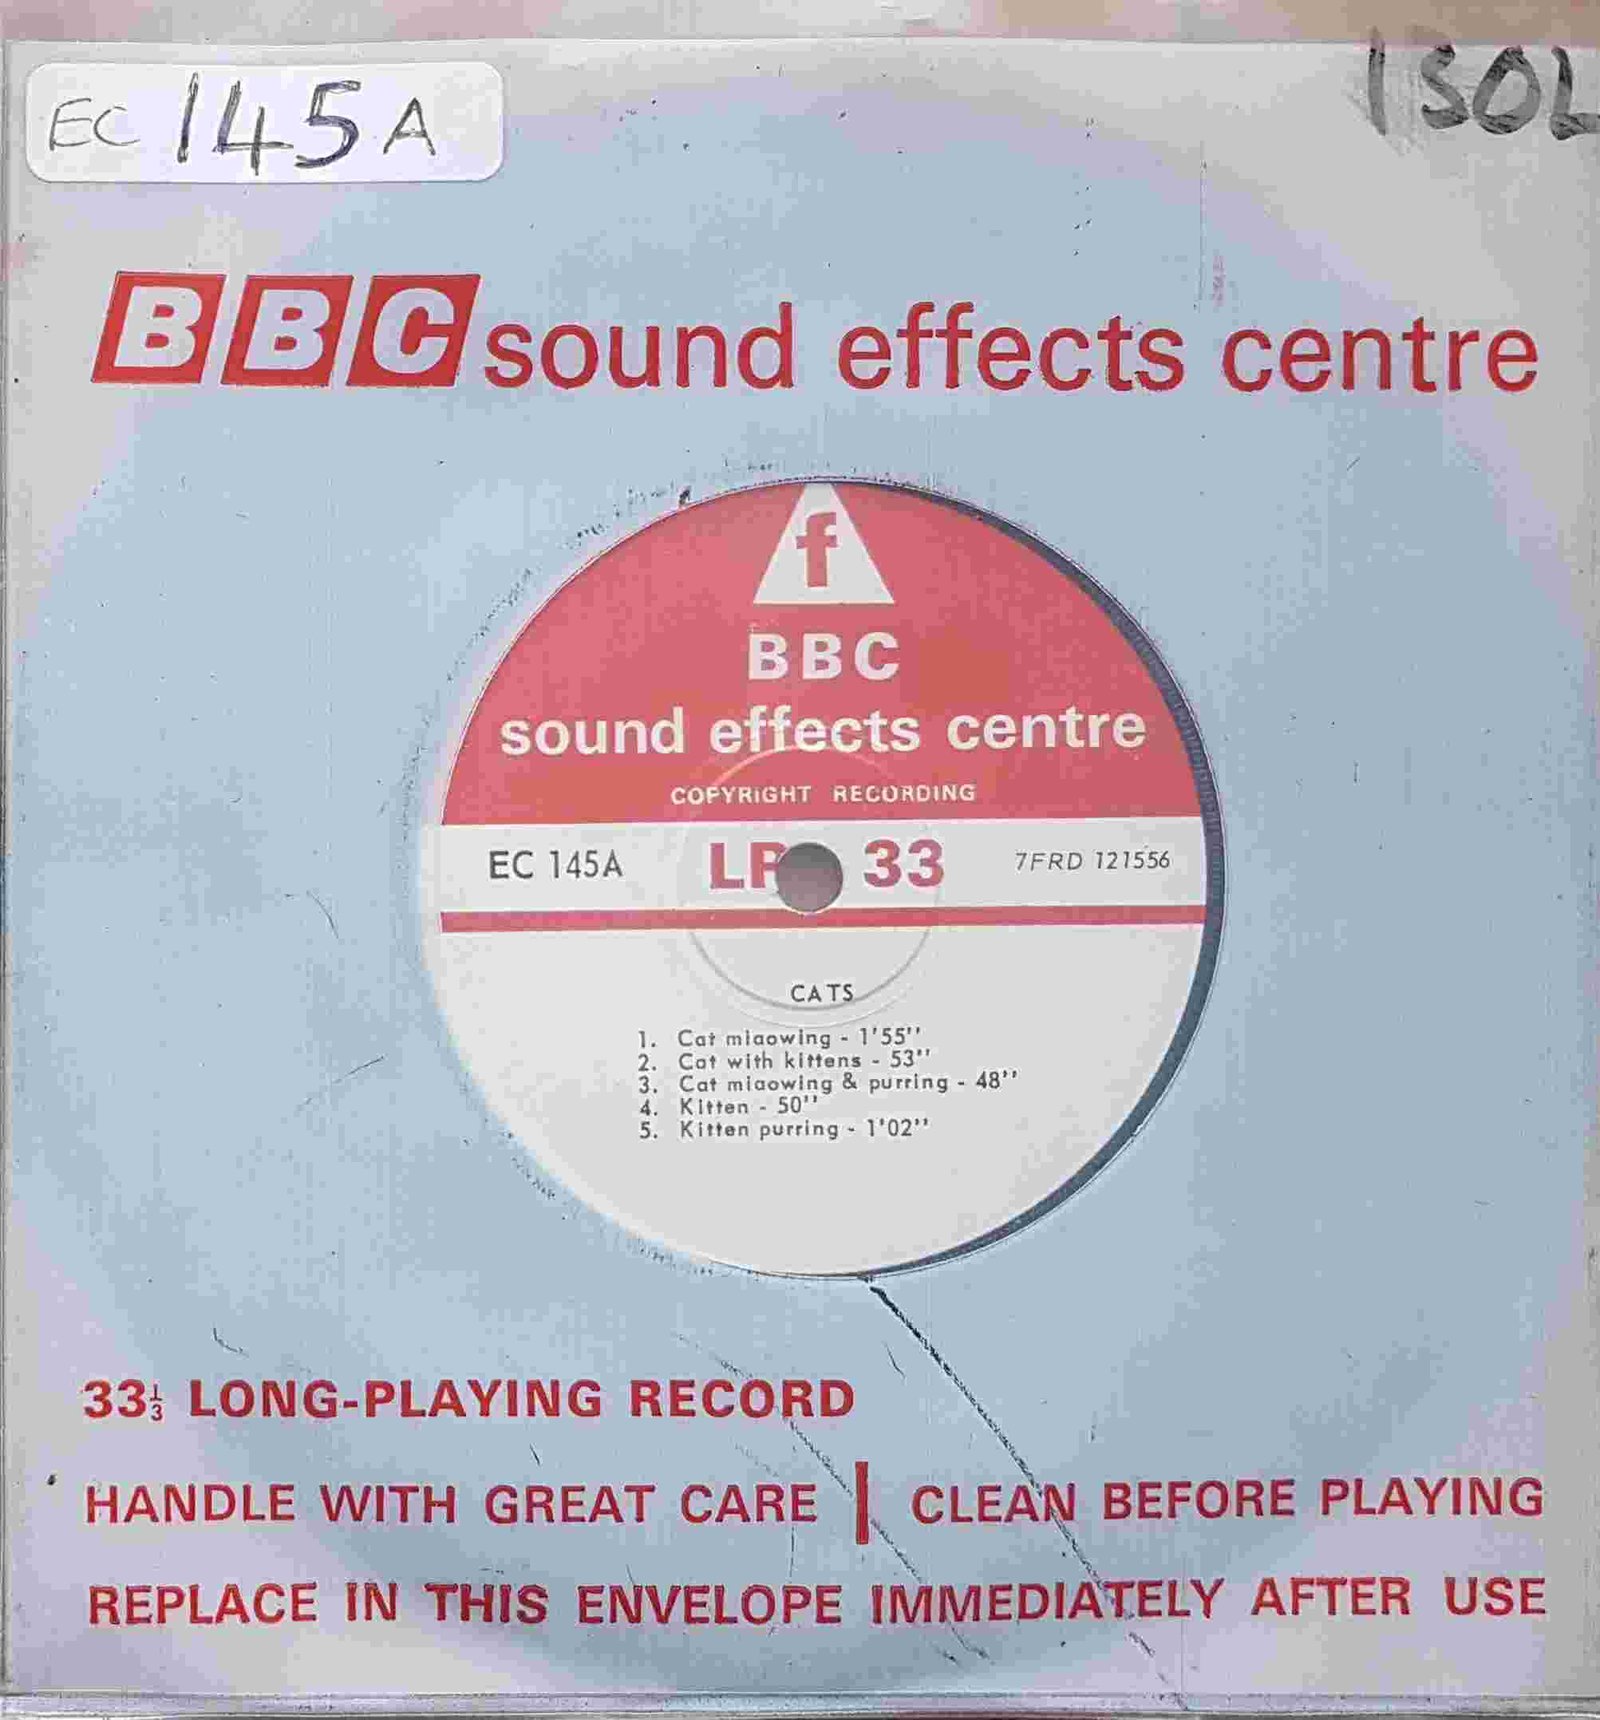 EC 145 A
BBC sound effects centre
f
BBC
sound effects centre
COPYRIGHT RECORDING
EC 145A LP 33 7FRD 121556
CATS
1. Cat miaowing - 1'55''
2. Cat with kittens - 53''
3. Cat miaowing & purring - 48''
4. Kitten - 50''
5. Kitten purring - 1'02''
33⅓ LONG-PLAYING RECORD
HANDLE WITH GREAT CARE | CLEAN BEFORE PLAYING
REPLACE IN THIS ENVELOPE IMMEDIATELY AFTER USE